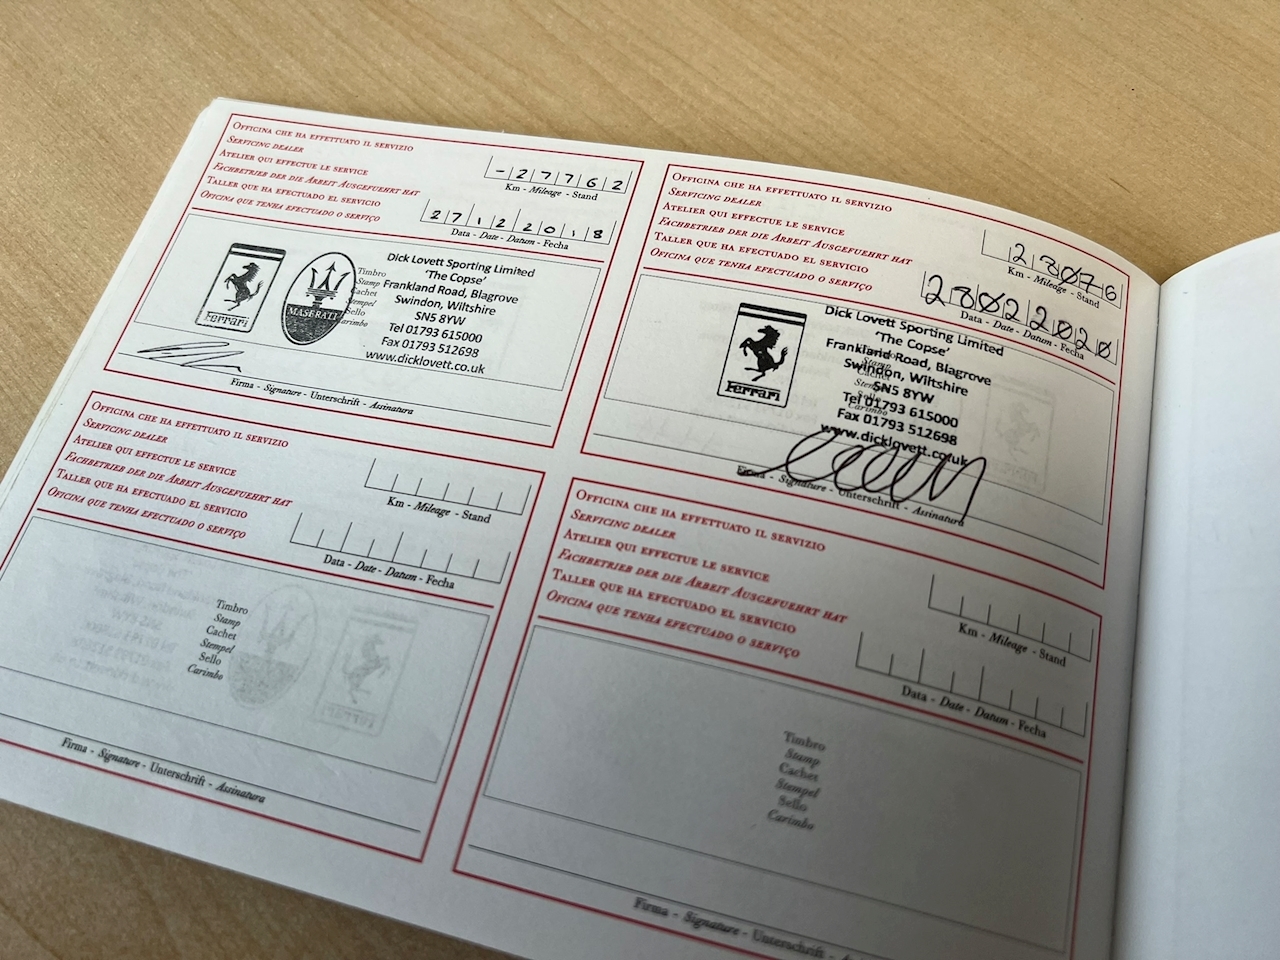 Officina che ha effettuato il servizio
Servicing dealer
Atelier qui effectue le service
Fachbetrieb der die Arbeit Ausgefuehrt hat
Taller que ha efectuado el servicio
Oficina que tenha efectuado o serviço
-27762
Km - Mileage - Stand
27122018
Data - Date - Datum - Fecha
Ferrari
MASERATI
Timbro
Stamp
Cachet
Stempel
Sello
Carimbo
Dick Lovett Sporting Limited
'The Copse'
Frankland Road, Blagrove
Swindon, Wiltshire
SN5 8YW
Tel 01793 615000
Fax 01793 512698
www.dicklovett.co.uk
Firma - Signature - Unterschrift - Assinatura
Officina che ha effettuato il servizio
Servicing dealer
Atelier qui effectue le service
Fachbetrieb der die Arbeit Ausgefuehrt hat
Taller que ha efectuado el servicio
Oficina que tenha efectuado o serviço
28076
Km - Mileage - Stand
28022020
Data - Date - Datum - Fecha
Ferrari
Timbro
Stamp
Cachet
Stempel
Sello
Carimbo
Dick Lovett Sporting Limited
'The Copse'
Frankland Road, Blagrove
Swindon, Wiltshire
SN5 8YW
Tel 01793 615000
Fax 01793 512698
www.dicklovett.co.uk
Firma - Signature - Unterschrift - Assinatura
Officina che ha effettuato il servizio
Servicing dealer
Atelier qui effectue le service
Fachbetrieb der die Arbeit Ausgefuehrt hat
Taller que ha efectuado el servicio
Oficina que tenha efectuado o serviço
Km - Mileage - Stand
Data - Date - Datum - Fecha
Timbro
Stamp
Cachet
Stempel
Sello
Carimbo
Firma - Signature - Unterschrift - Assinatura
Officina che ha effettuato il servizio
Servicing dealer
Atelier qui effectue le service
Fachbetrieb der die Arbeit Ausgefuehrt hat
Taller que ha efectuado el servicio
Oficina que tenha efectuado o serviço
Km - Mileage - Stand
Data - Date - Datum - Fecha
Timbro
Stamp
Cachet
Stempel
Sello
Carimbo
Firma - Signature - Unterschrift